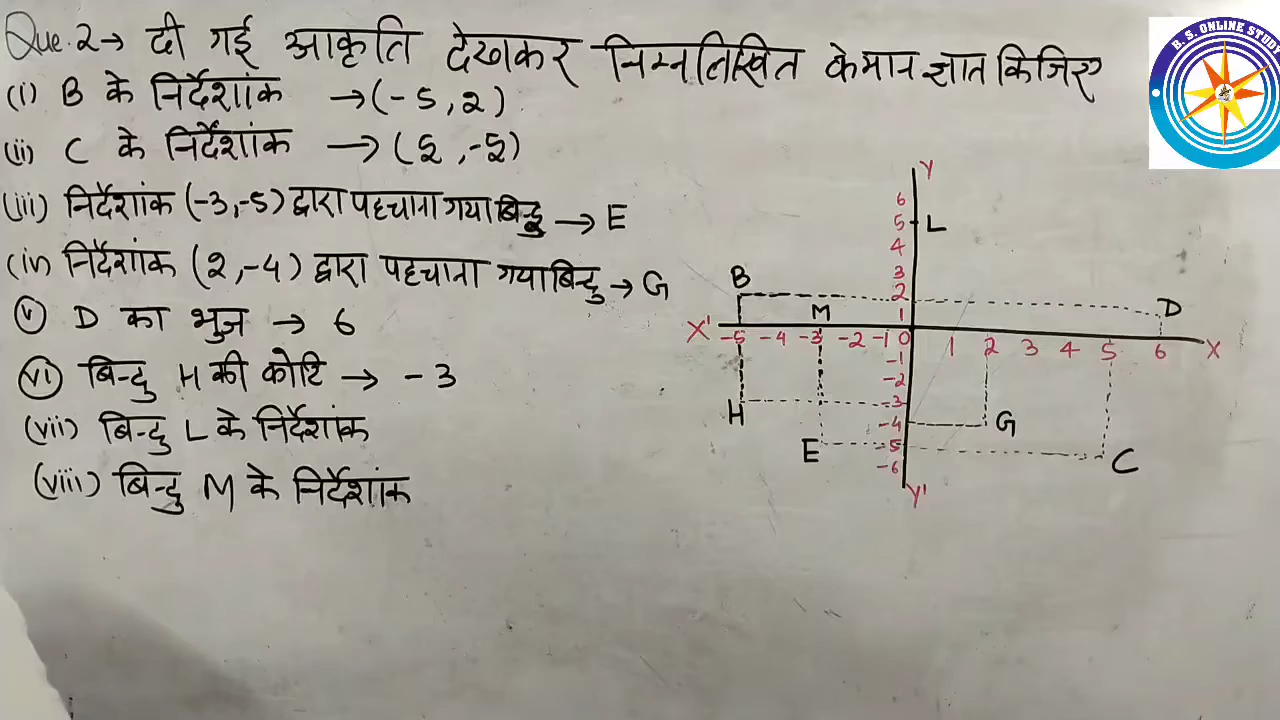 Que. 2→ दी गई आकृति देखकर निम्नलिखित के मान ज्ञात किजिए
(i) B के निर्देशांक →(-5,2)
(ii) C के निर्देशांक → (5,-5)
(iii) निर्देशांक (-3,-5) द्वारा पहचाना गया बिन्दु → E
(iv) निर्देशांक (2,-4) द्वारा पहचाना गया बिन्दु → G
(v) D का भुज → 6
(vi) बिन्दु H की कोटि → -3
(vii) बिन्दु L के निर्देशांक
(viii) बिन्दु M के निर्देशांक
B. S. ONLINE STUDY
Y
6
5 L
4
3
B 2 D
M 1
X' -5 -4 -3 -2 -1 0 1 2 3 4 5 6 X
-1
-2
H -3
-4 G
E -5 C
-6
Y'